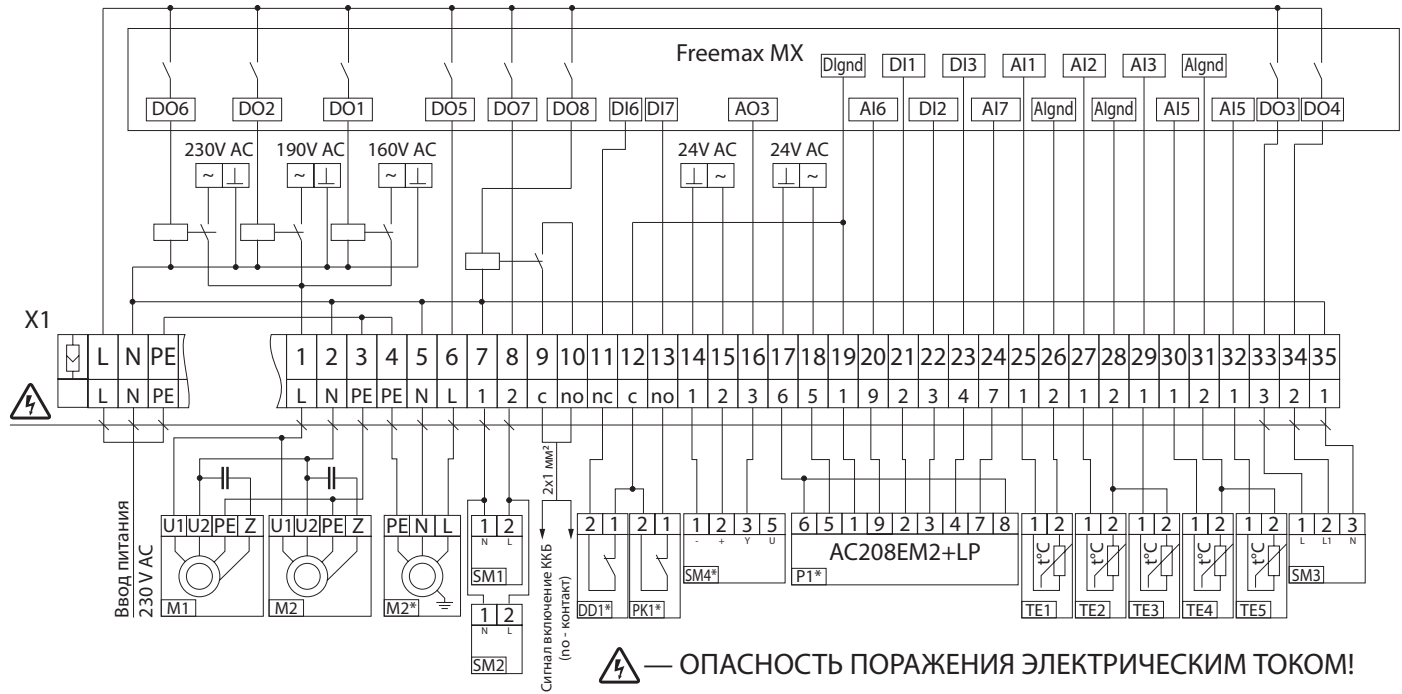 Freemax MX
DIgnd DI1 DI3 AI1 AI2 AI3 AIgnd
DO6 DO2 DO1 DO5 DO7 DO8 DI6 DI7 AO3 AI6 DI2 AI7 AIgnd AIgnd AI5 AI5 DO3 DO4
230V AC 190V AC 160V AC 24V AC 24V AC
~ ⊥ ~ ⊥ ~ ⊥ ⊥ ~ ⊥ ~
X1
L N PE 1 2 3 4 5 6 7 8 9 10 11 12 13 14 15 16 17 18 19 20 21 22 23 24 25 26 27 28 29 30 31 32 33 34 35
L N PE L N PE PE N L 1 2 c no nc c no 1 2 3 6 5 1 9 2 3 4 7 1 2 1 2 1 1 2 1 3 2 1
Ввод питания
230 V AC
U1 U2 PE Z
M1
U1 U2 PE Z
M2
PE N L
M2*
1 2
N L
SM1
1 2
N L
SM2
2x1 мм²
Сигнал включение ККБ
(no - контакт)
2 1
DD1*
2 1
PK1*
1 2 3 5
- + Y U
SM4*
6 5 1 9 2 3 4 7 8
AC208EM2+LP
P1*
1 2
t°C
TE1
1 2
t°C
TE2
1 2
t°C
TE3
1 2
t°C
TE4
1 2
t°C
TE5
1 2 3
L L1 N
SM3
— ОПАСНОСТЬ ПОРАЖЕНИЯ ЭЛЕКТРИЧЕСКИМ ТОКОМ!